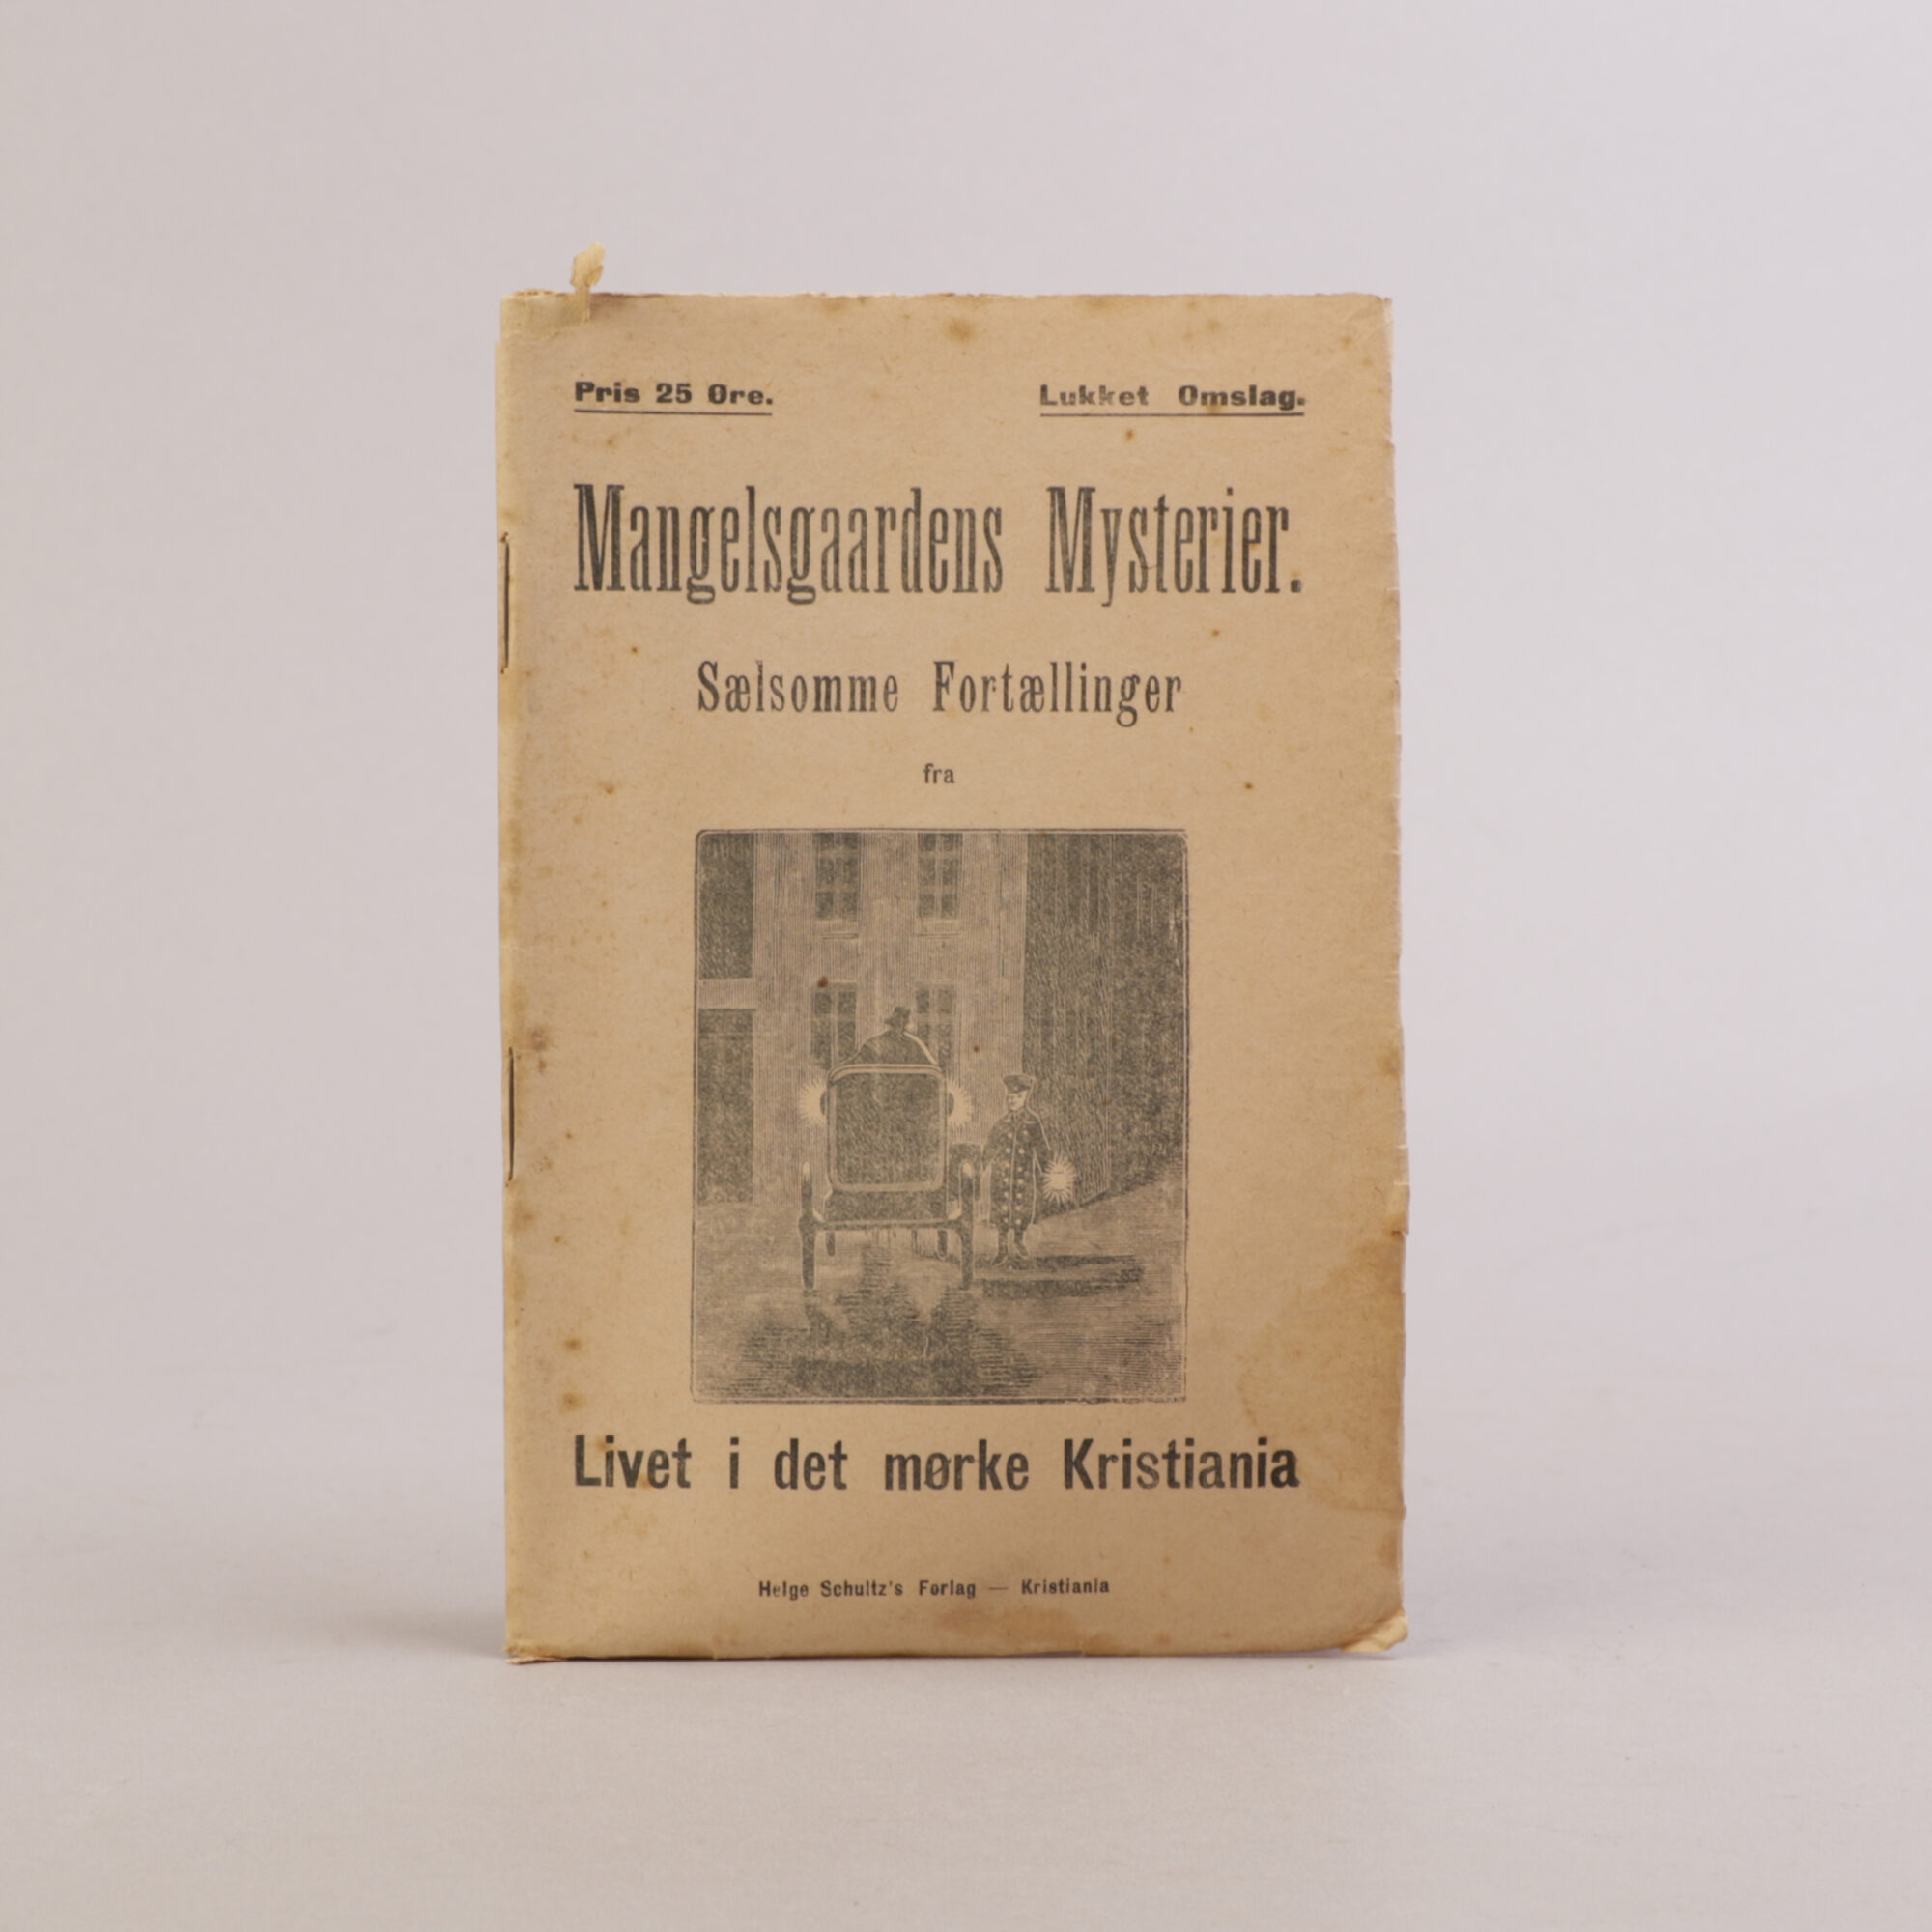 Pris 25 Øre. Lukket Omslag.
Mangelsgaardens Mysterier.
Sælsomme Fortællinger
fra
Livet i det mørke Kristiania
Helge Schultz's Forlag — Kristiania